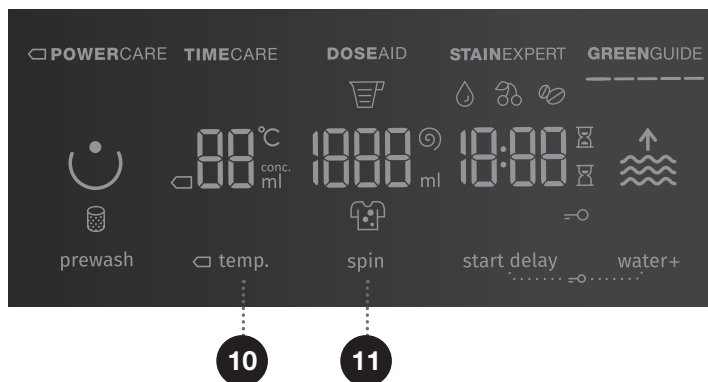 POWERCARE TIMECARE DOSEAID STAINEXPERT GREENGUIDE
88 °C conc. ml 1888 ml 18:88
prewash temp. spin start delay water+
10 11